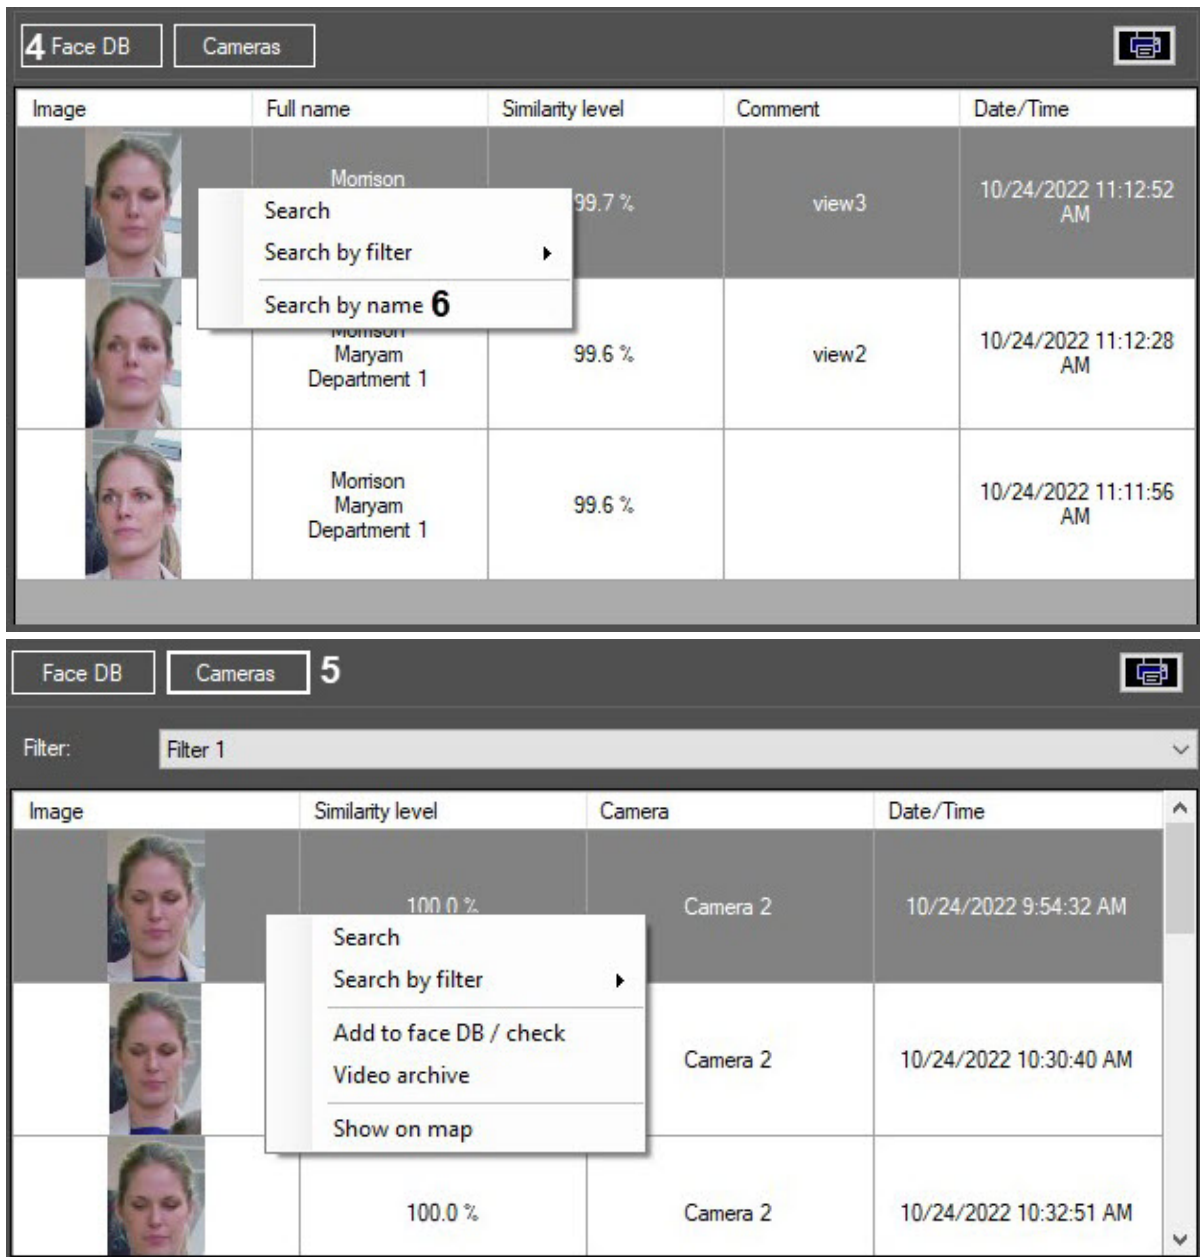 4 Face DB Cameras
Image Full name Similarity level Comment Date/Time
Morrison
99.7 % view3 10/24/2022 11:12:52
AM
Search
Search by filter
Search by name 6
Morrison
Maryam
Department 1
99.6 % view2 10/24/2022 11:12:28
AM
Morrison
Maryam
Department 1
99.6 % 10/24/2022 11:11:56
AM
Face DB Cameras 5
Filter: Filter 1
Image Similarity level Camera Date/Time
100.0 % Camera 2 10/24/2022 9:54:32 AM
Search
Search by filter
Add to face DB / check
Video archive
Show on map
Camera 2 10/24/2022 10:30:40 AM
100.0 % Camera 2 10/24/2022 10:32:51 AM